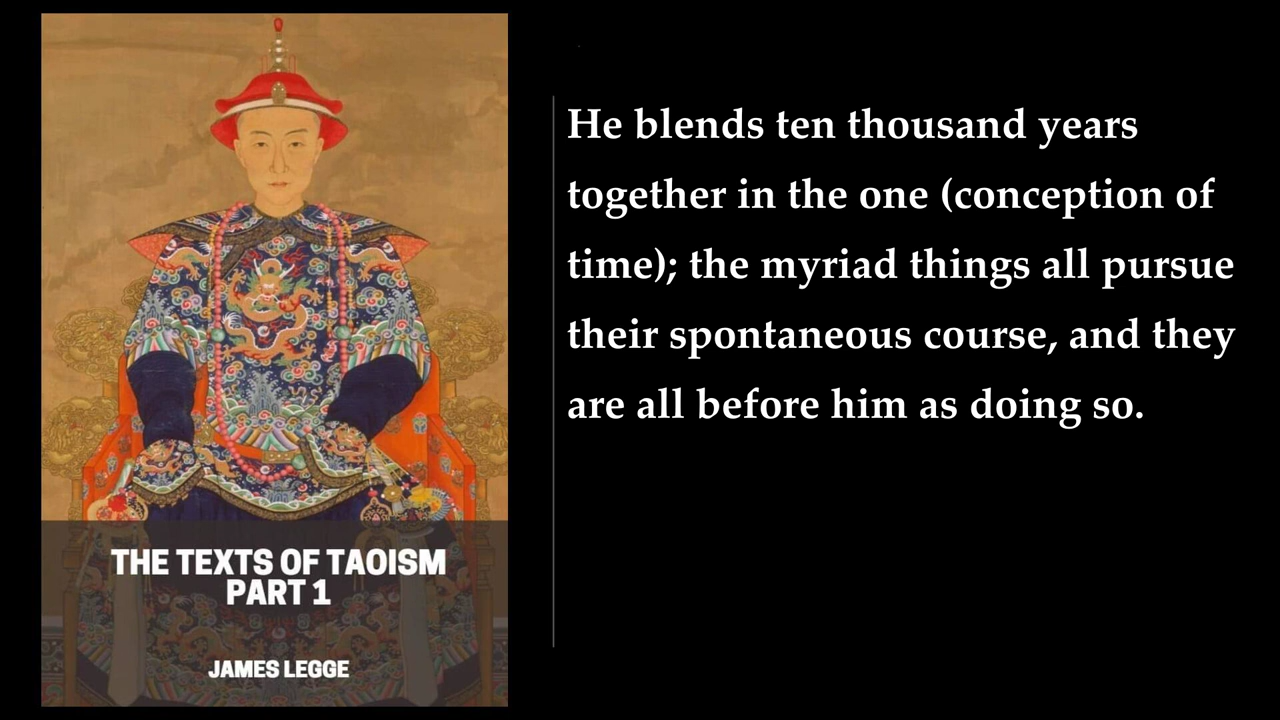 He blends ten thousand years
together in the one (conception of
time); the myriad things all pursue
their spontaneous course, and they
are all before him as doing so.
THE TEXTS OF TAOISM
PART 1
JAMES LEGGE